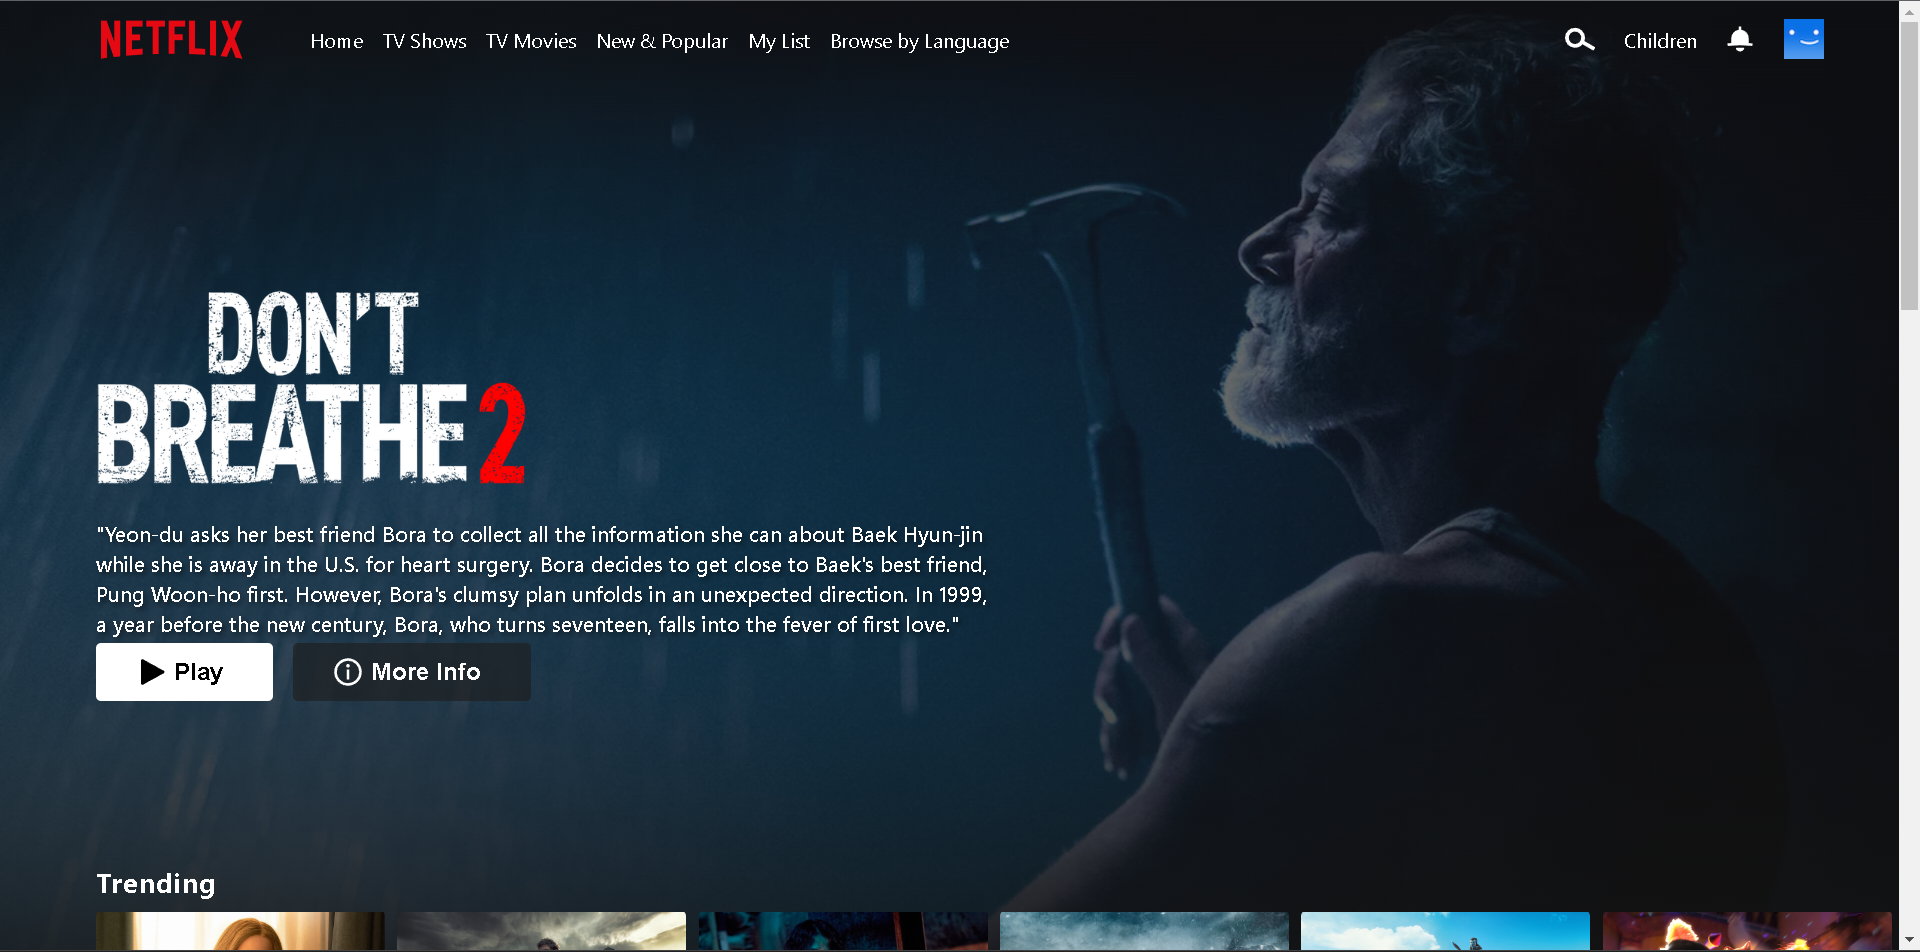 NETFLIX
Home TV Shows TV Movies New & Popular My List Browse by Language
Children
DON'T
BREATHE 2
"Yeon-du asks her best friend Bora to collect all the information she can about Baek Hyun-jin
while she is away in the U.S. for heart surgery. Bora decides to get close to Baek's best friend,
Pung Woon-ho first. However, Bora's clumsy plan unfolds in an unexpected direction. In 1999,
a year before the new century, Bora, who turns seventeen, falls into the fever of first love."
Play
More Info
Trending